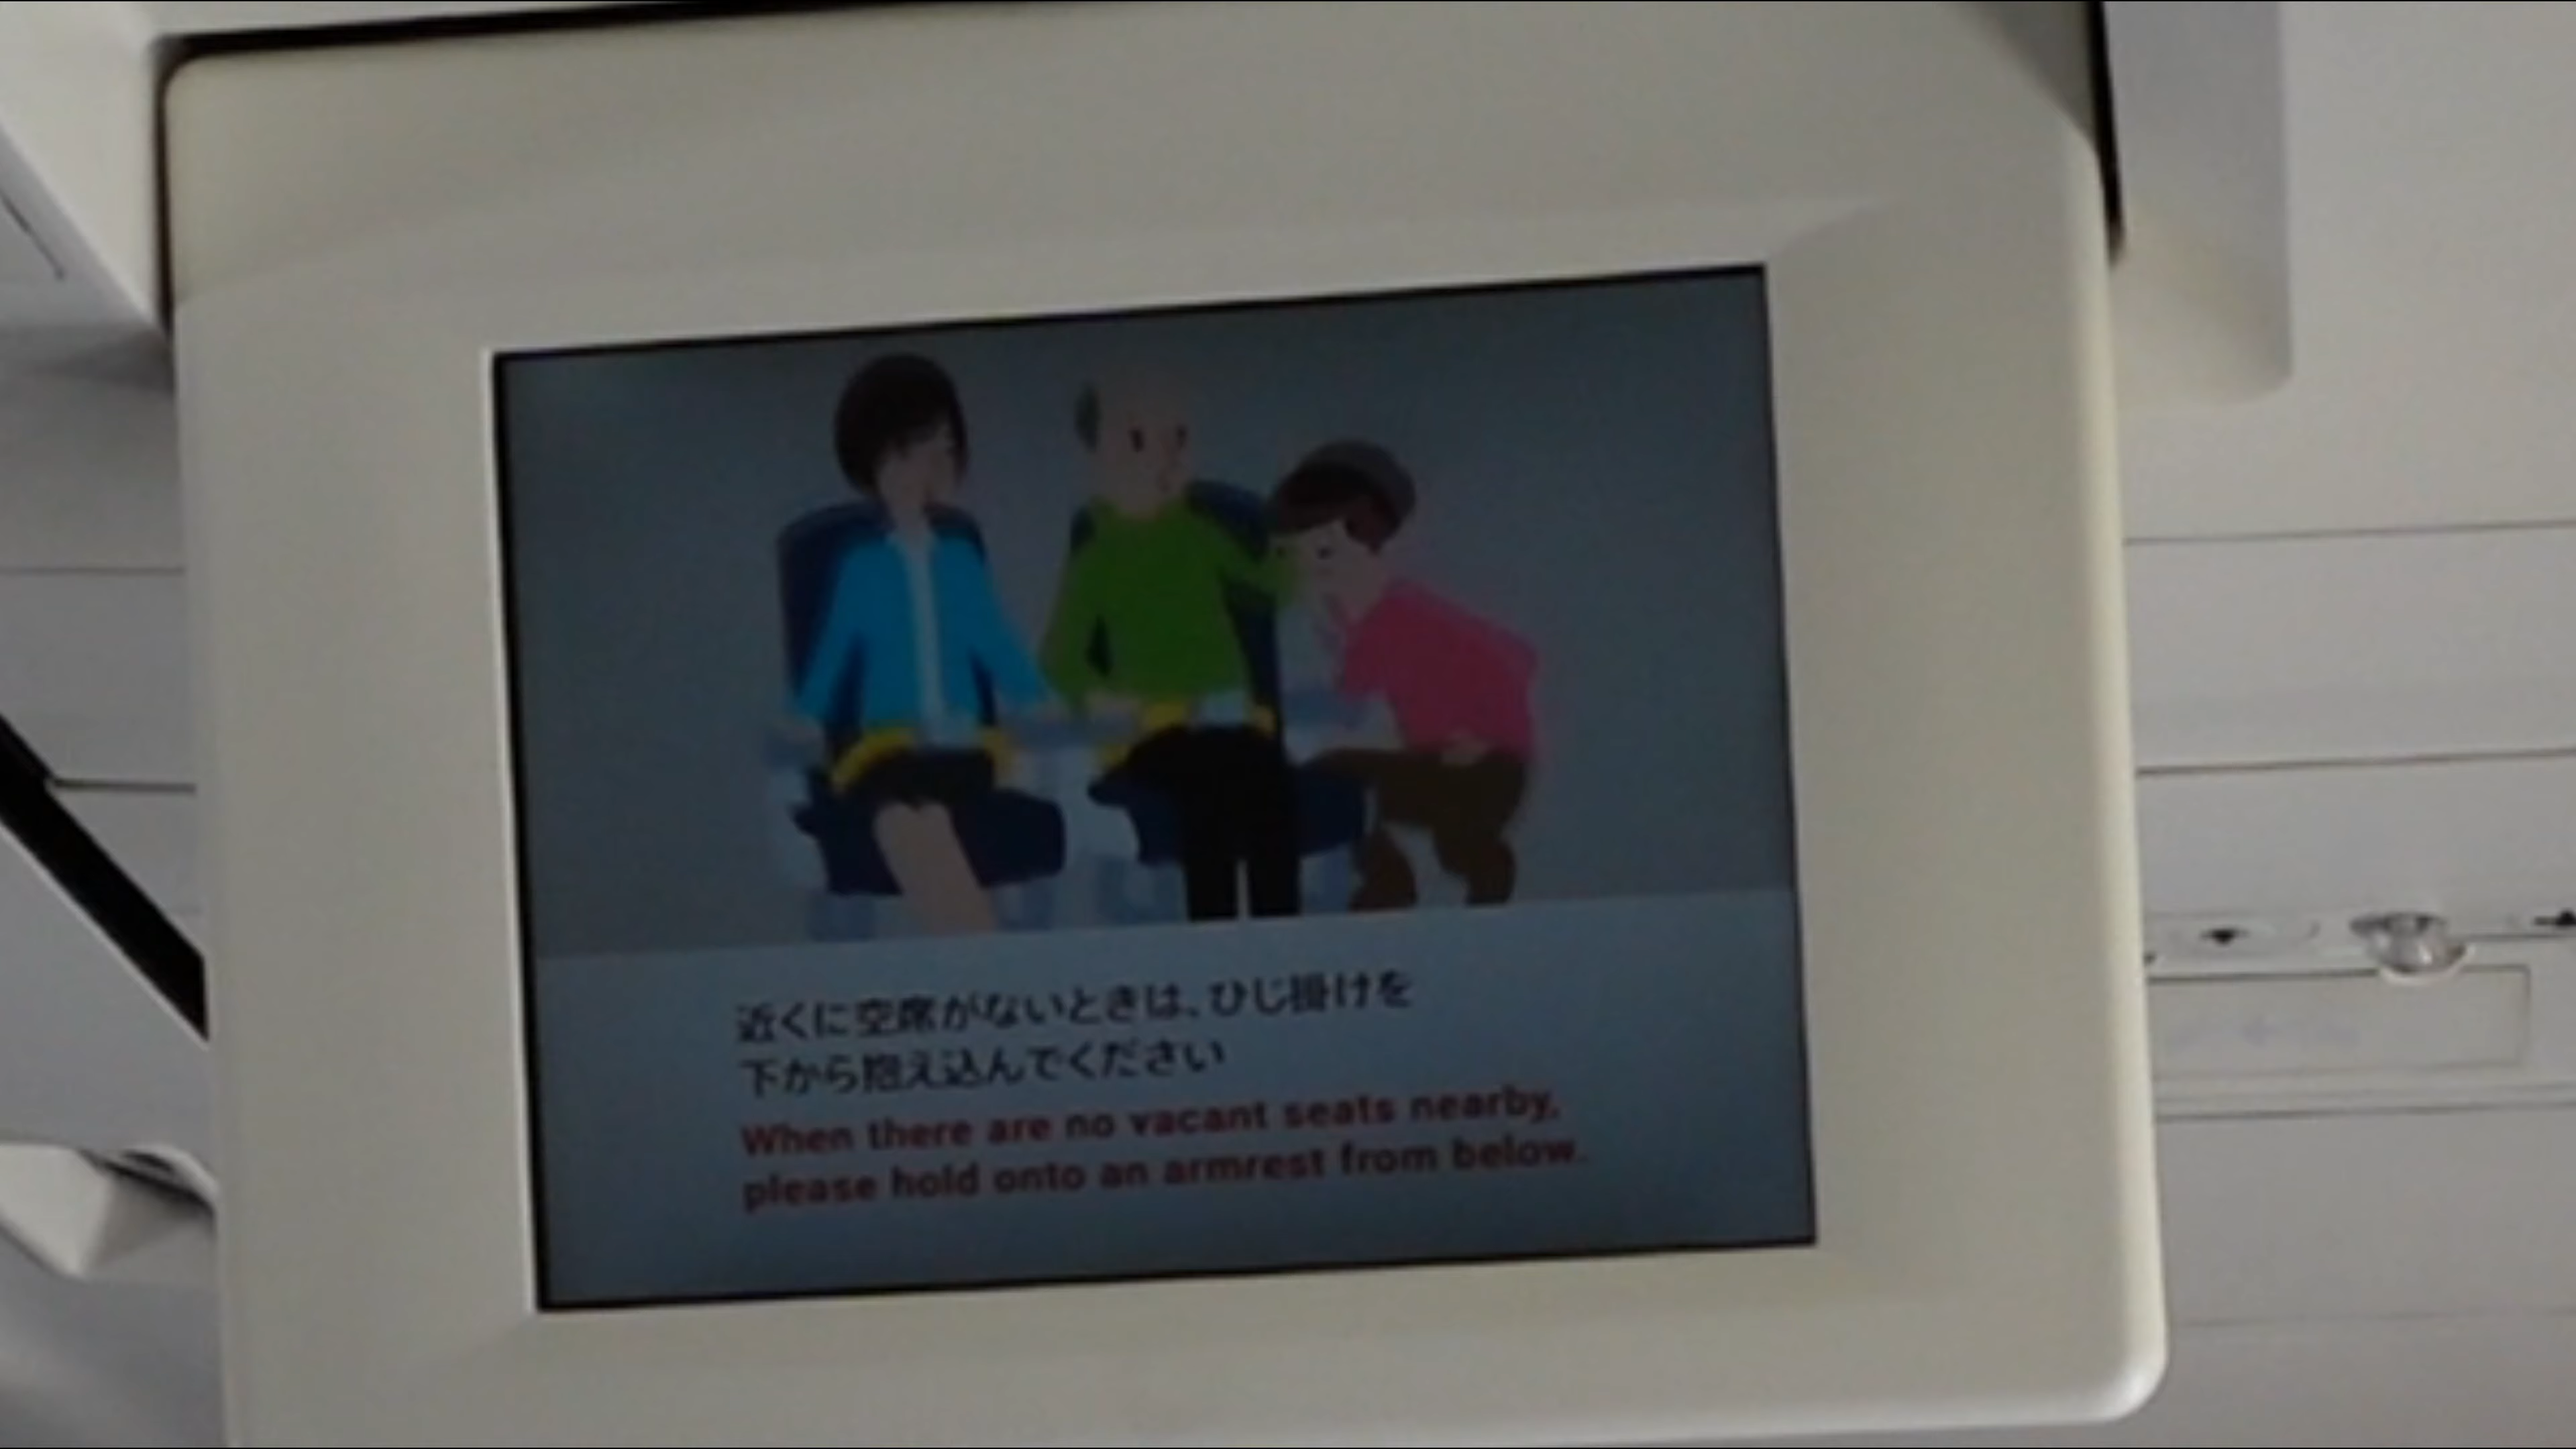 近くに空席がないときは、ひじ掛けを
下から抱え込んでください
When there are no vacant seats nearby,
please hold onto an armrest from below.